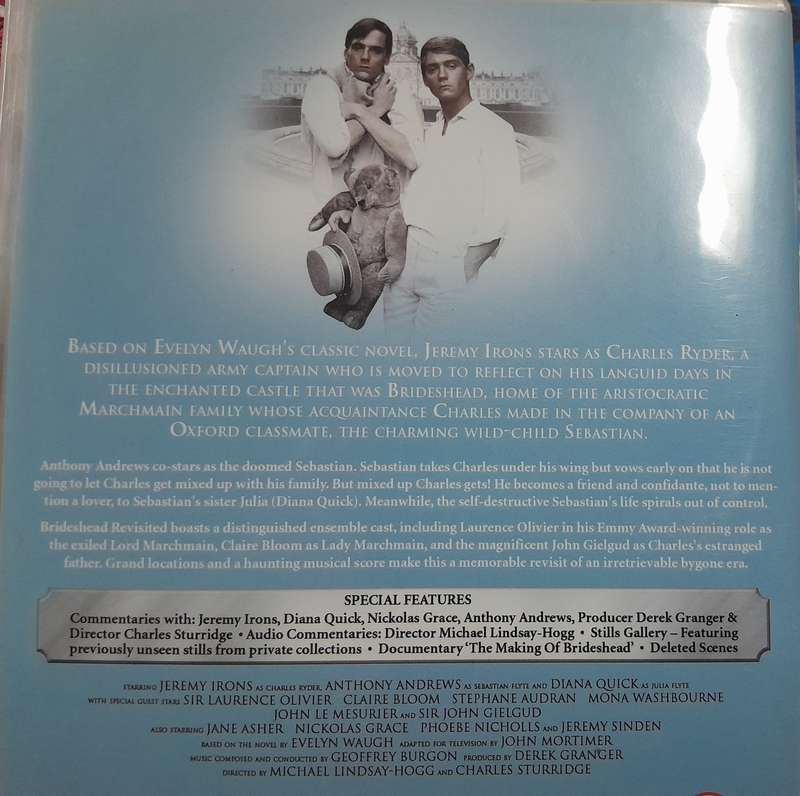 BASED ON EVELYN WAUGH'S CLASSIC NOVEL, JEREMY IRONS STARS AS CHARLES RYDER, A
DISILLUSIONED ARMY CAPTAIN WHO IS MOVED TO REFLECT ON HIS LANGUID DAYS IN
THE ENCHANTED CASTLE THAT WAS BRIDESHEAD, HOME OF THE ARISTOCRATIC
MARCHMAIN FAMILY WHOSE ACQUAINTANCE CHARLES MADE IN THE COMPANY OF AN
OXFORD CLASSMATE, THE CHARMING WILD-CHILD SEBASTIAN.
Anthony Andrews co-stars as the doomed Sebastian. Sebastian takes Charles under his wing but vows early on that he is not
going to let Charles get mixed up with his family. But mixed up Charles gets! He becomes a friend and confidante, not to men-
tion a lover, to Sebastian's sister Julia (Diana Quick). Meanwhile, the self-destructive Sebastian's life spirals out of control.
Brideshead Revisited boasts a distinguished ensemble cast, including Laurence Olivier in his Emmy Award-winning role as
the exiled Lord Marchmain, Claire Bloom as Lady Marchmain, and the magnificent John Gielgud as Charles's estranged
father. Grand locations and a haunting musical score make this a memorable revisit of an irretrievable bygone era.
SPECIAL FEATURES
Commentaries with: Jeremy Irons, Diana Quick, Nickolas Grace, Anthony Andrews, Producer Derek Granger &
Director Charles Sturridge • Audio Commentaries: Director Michael Lindsay-Hogg • Stills Gallery – Featuring
previously unseen stills from private collections • Documentary 'The Making Of Brideshead' • Deleted Scenes
STARRING JEREMY IRONS AS CHARLES RYDER, ANTHONY ANDREWS AS SEBASTIAN FLYTE AND DIANA QUICK AS JULIA FLYTE
WITH SPECIAL GUEST STARS SIR LAURENCE OLIVIER CLAIRE BLOOM STEPHANE AUDRAN MONA WASHBOURNE
JOHN LE MESURIER AND SIR JOHN GIELGUD
ALSO STARRING JANE ASHER NICKOLAS GRACE PHOEBE NICHOLLS AND JEREMY SINDEN
BASED ON THE NOVEL BY EVELYN WAUGH ADAPTED FOR TELEVISION BY JOHN MORTIMER
MUSIC COMPOSED AND CONDUCTED BY GEOFFREY BURGON PRODUCED BY DEREK GRANGER
DIRECTED BY MICHAEL LINDSAY-HOGG AND CHARLES STURRIDGE